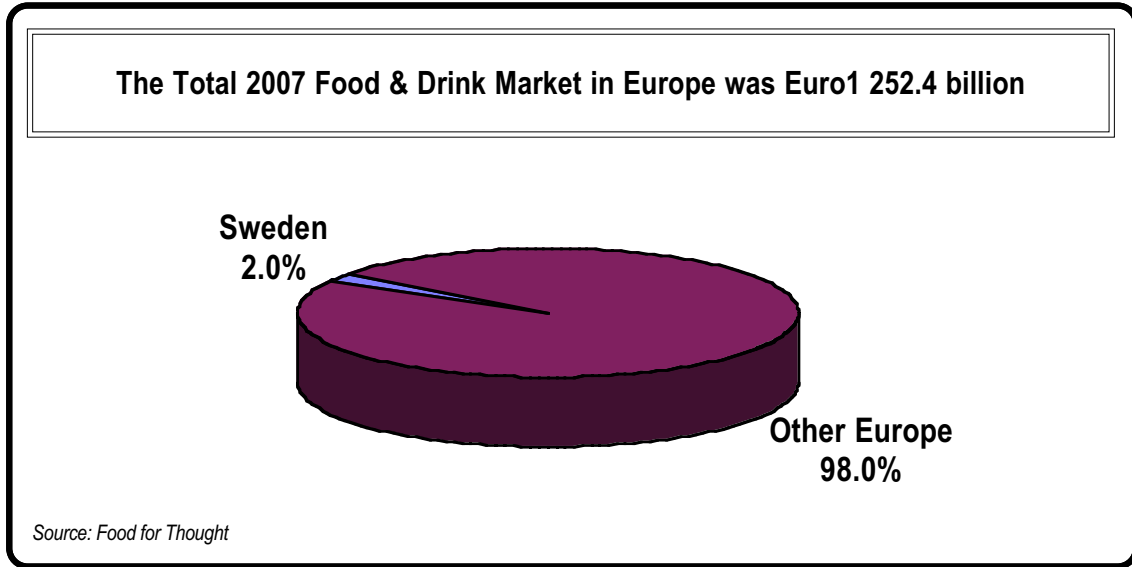 The Total 2007 Food & Drink Market in Europe was Euro1 252.4 billion
Sweden
2.0%
Other Europe
98.0%
Source: Food for Thought